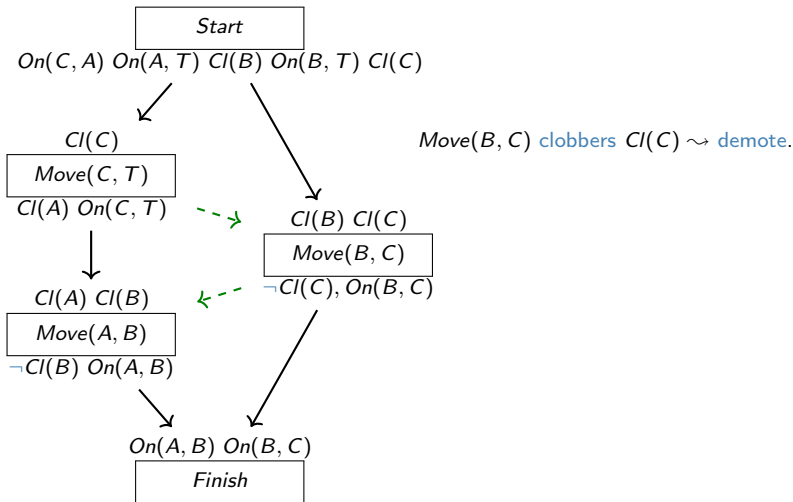 Start
On(C, A) On(A, T) Cl(B) On(B, T) Cl(C)
Cl(C)
Move(B, C) clobbers Cl(C) ⇝ demote.
Move(C, T)
Cl(A) On(C, T)
Cl(B) Cl(C)
Move(B, C)
¬Cl(C), On(B, C)
Cl(A) Cl(B)
Move(A, B)
¬Cl(B) On(A, B)
On(A, B) On(B, C)
Finish